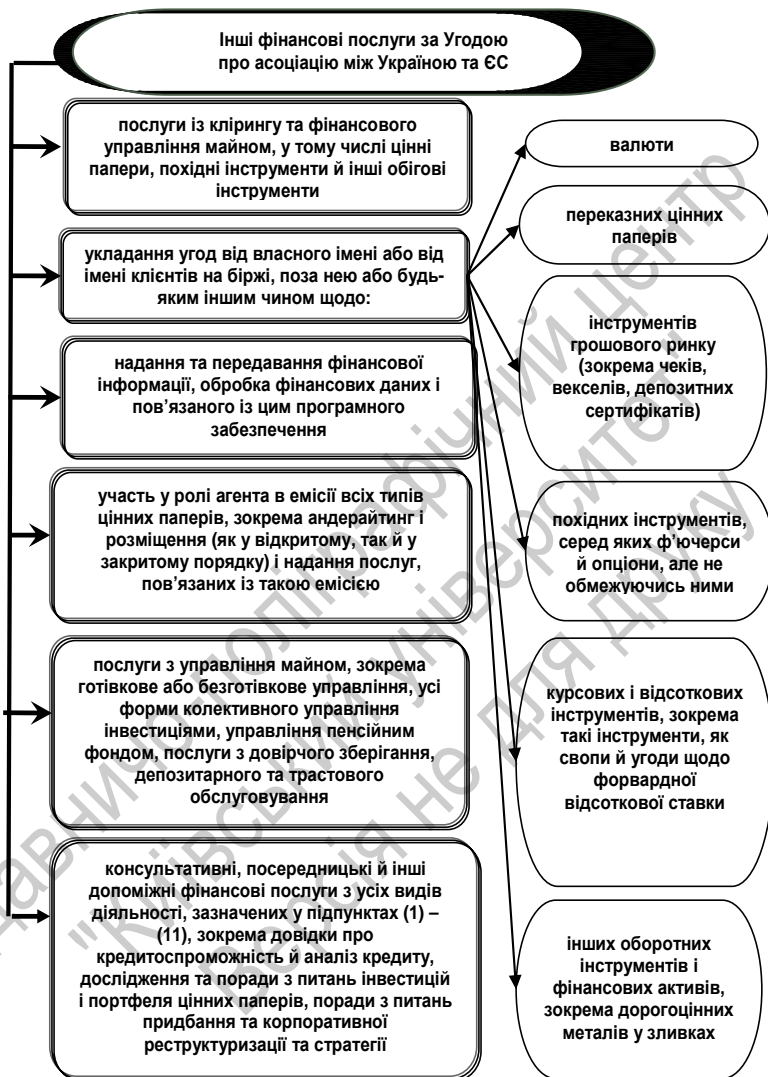 Інші фінансові послуги за Угодою
про асоціацію між Україною та ЄС
послуги із клірингу та фінансового
управління майном, у тому числі цінні
папери, похідні інструменти й інші обігові
інструменти
укладання угод від власного імені або від
імені клієнтів на біржі, поза нею або будь-
яким іншим чином щодо:
надання та передавання фінансової
інформації, обробка фінансових даних і
пов’язаного із цим програмного
забезпечення
участь у ролі агента в емісії всіх типів
цінних паперів, зокрема андерайтинг і
розміщення (як у відкритому, так й у
закритому порядку) і надання послуг,
пов’язаних із такою емісією
послуги з управління майном, зокрема
готівкове або безготівкове управління, усі
форми колективного управління
інвестиціями, управління пенсійним
фондом, послуги з довірчого зберігання,
депозитарного та трастового
обслуговування
консультативні, посередницькі й інші
допоміжні фінансові послуги з усіх видів
діяльності, зазначених у підпунктах (1) –
(11), зокрема довідки про
кредитоспроможність й аналіз кредиту,
дослідження та поради з питань інвестицій
і портфеля цінних паперів, поради з питань
придбання та корпоративної
реструктуризації та стратегії
валюти
переказних цінних
паперів
інструментів
грошового ринку
(зокрема чеків,
векселів, депозитних
сертифікатів)
похідних інструментів,
серед яких ф’ючерси
й опціони, але не
обмежуючись ними
курсових і відсоткових
інструментів, зокрема
такі інструменти, як
свопи й угоди щодо
форвардної
відсоткової ставки
інших оборотних
інструментів і
фінансових активів,
зокрема дорогоцінних
металів у зливках
центр
"Київський університет"
Версія не для друку